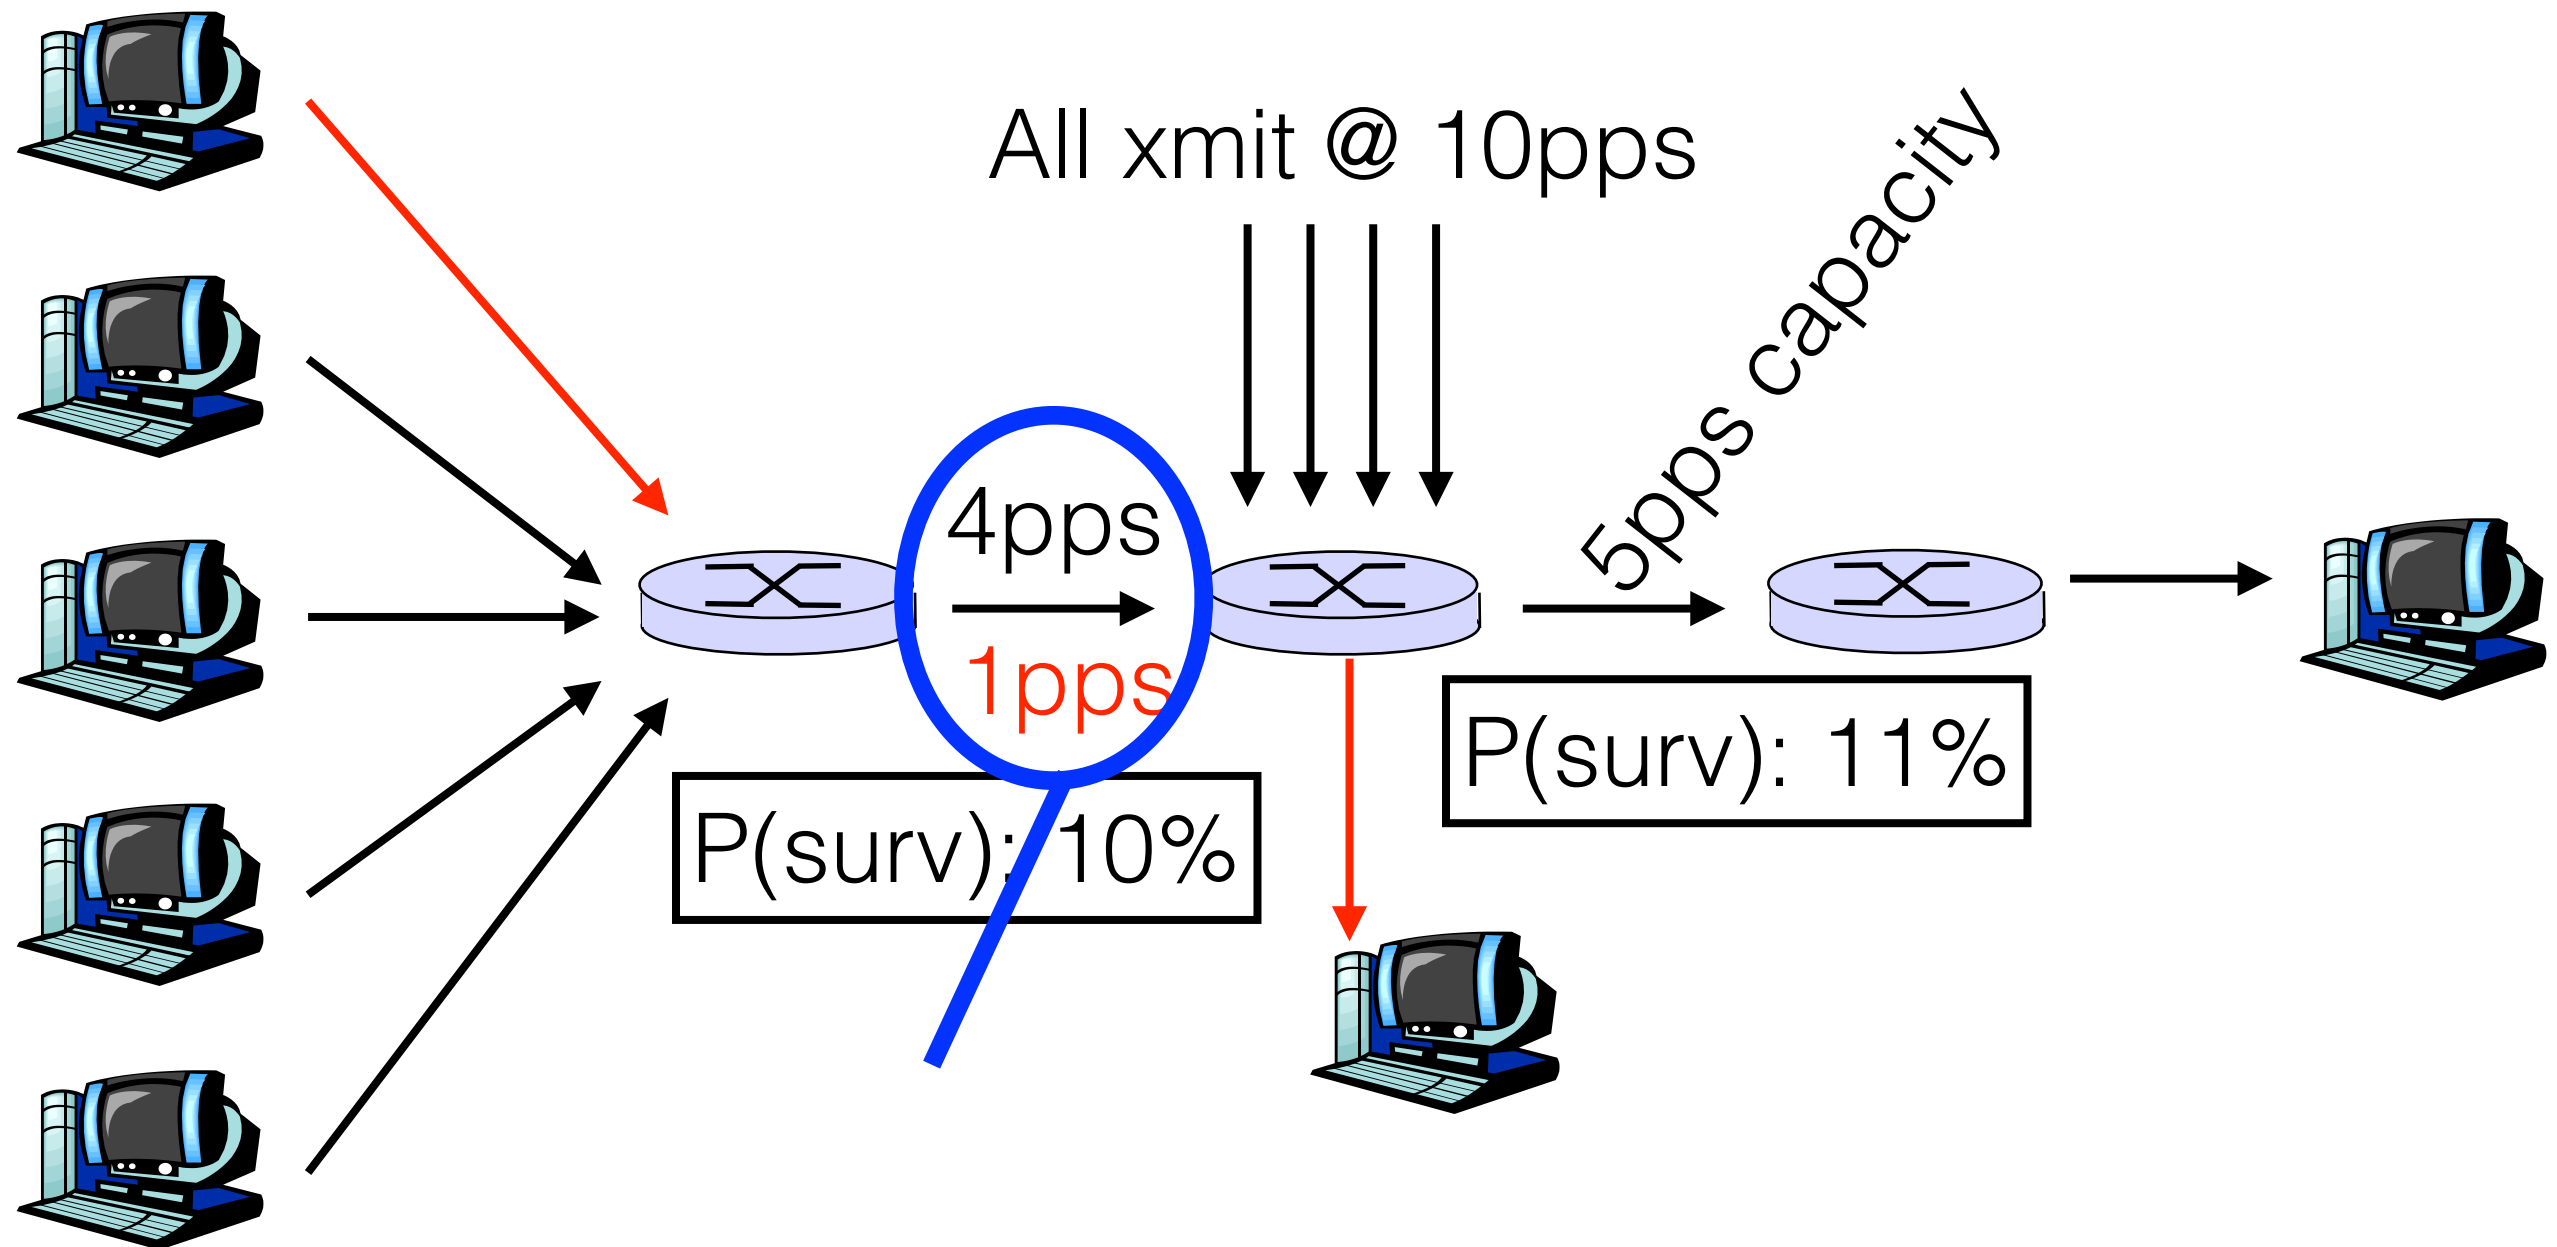 All xmit @ 10pps
5pps capacity
4pps
1pps
P(surv): 11%
P(surv): 10%